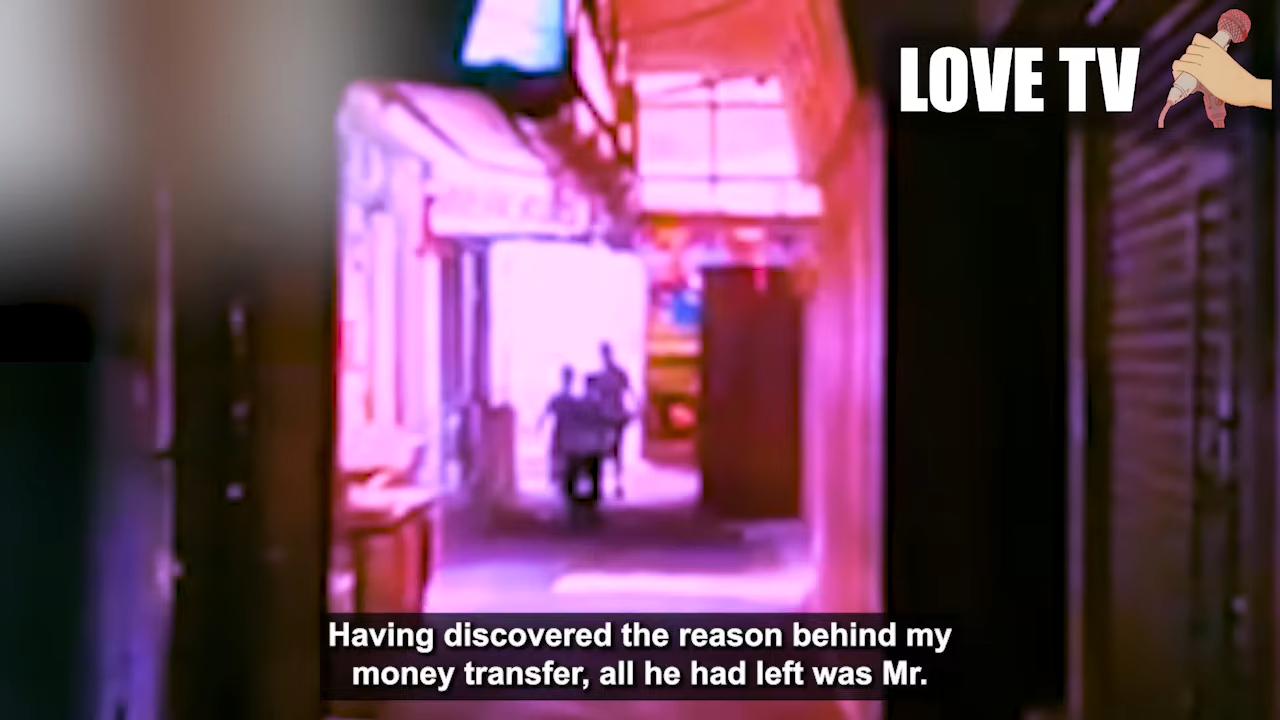 LOVE TV
Having discovered the reason behind my
money transfer, all he had left was Mr.